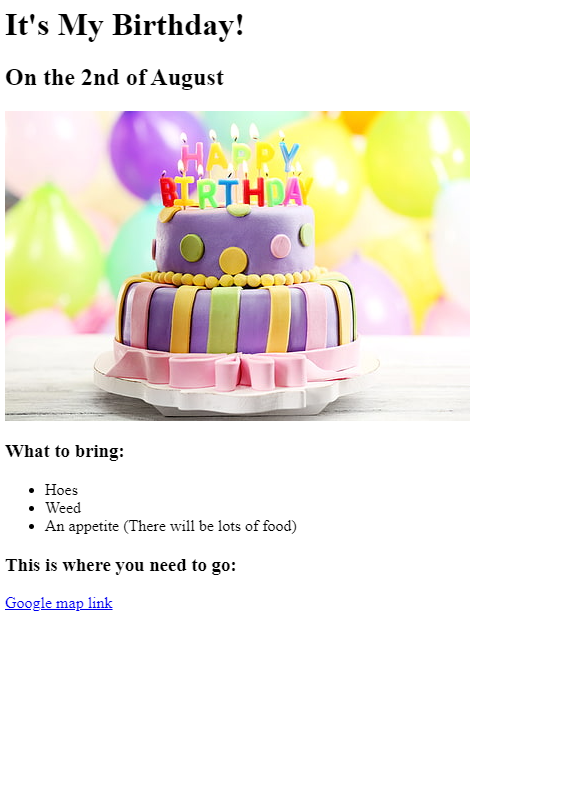 It's My Birthday!
On the 2nd of August
HAPPY
BIRTHDAY
What to bring:
Hoes
Weed
An appetite (There will be lots of food)
This is where you need to go:
Google map link